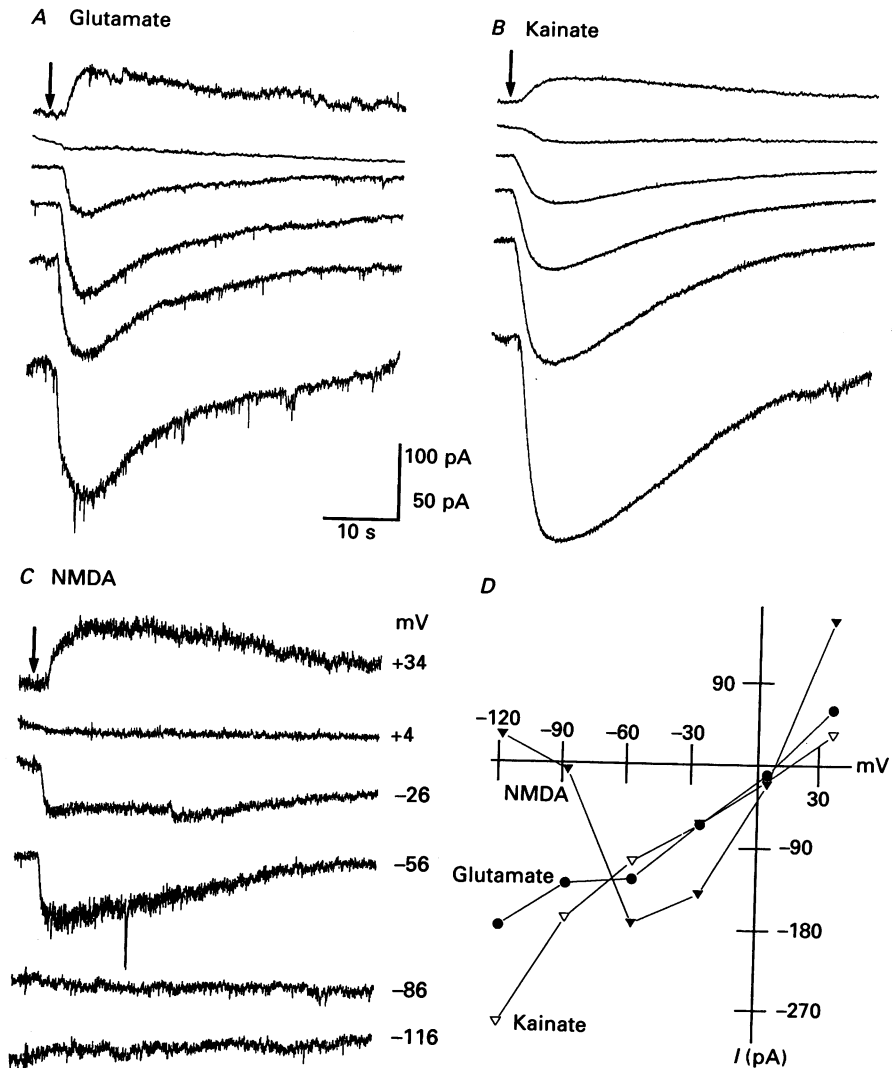 A Glutamate
B Kainate
100 pA
50 pA
10 s
C NMDA
mV
+34
+4
−26
−56
−86
−116
D
90
−120
−90
−60
−30
mV
NMDA
30
−90
Glutamate
−180
Kainate
−270
I (pA)